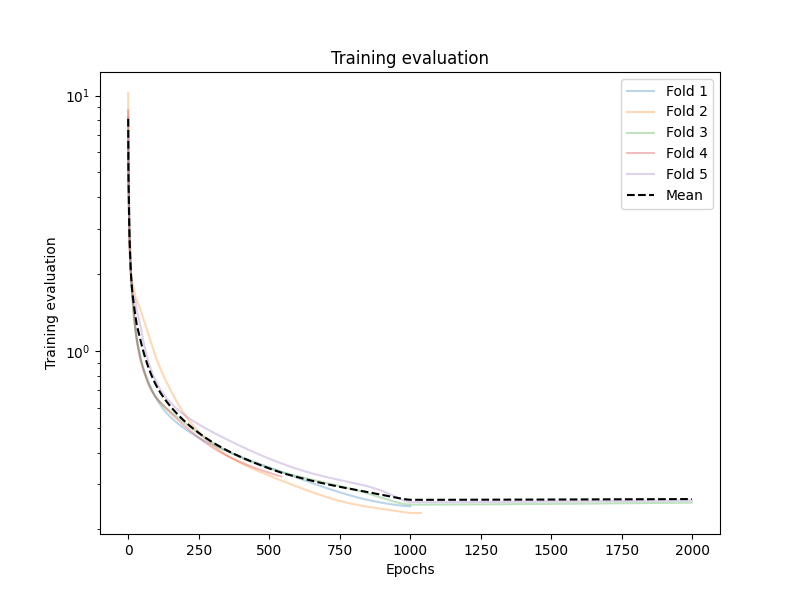 Training evaluation
Fold 1
Fold 2
Fold 3
Fold 4
Fold 5
Mean
Training evaluation
10¹
10⁰
0 250 500 750 1000 1250 1500 1750 2000
Epochs